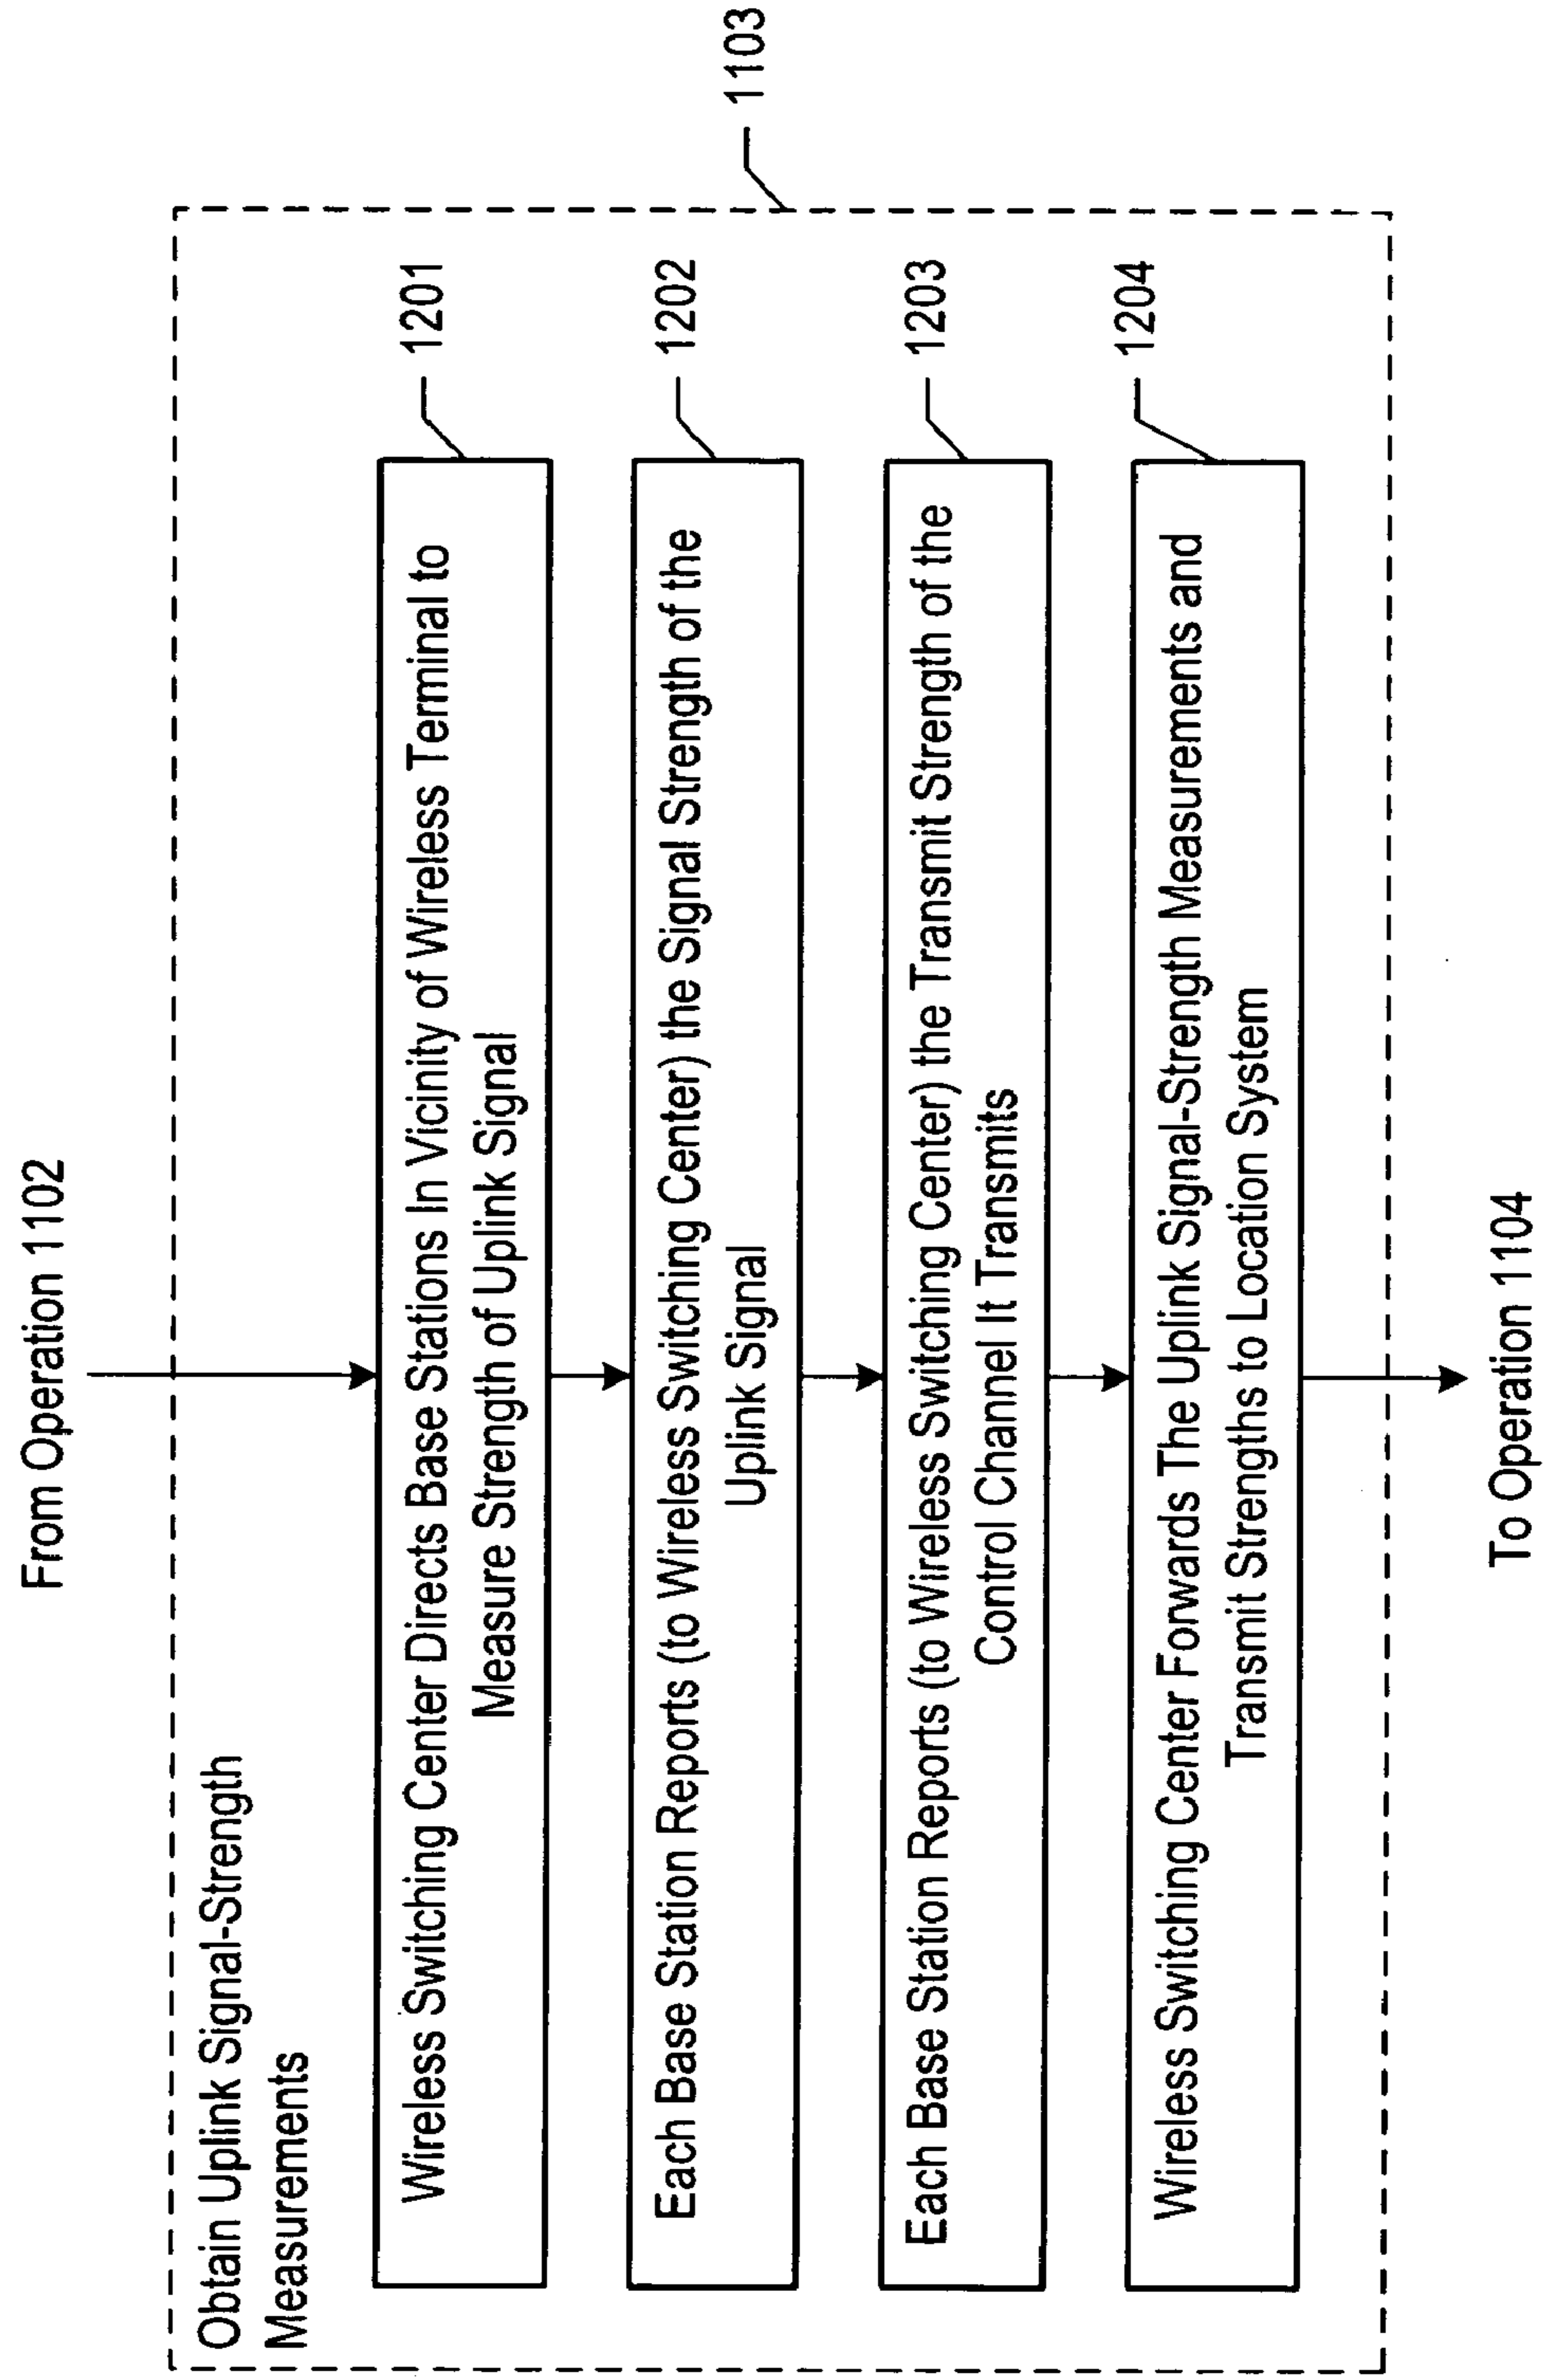 From Operation 1102
Obtain Uplink Signal-Strength
Measurements
1103
Wireless Switching Center Directs Base Stations In Vicinity of Wireless Terminal to
Measure Strength of Uplink Signal
1201
Each Base Station Reports (to Wireless Switching Center) the Signal Strength of the
Uplink Signal
1202
Each Base Station Reports (to Wireless Switching Center) the Transmit Strength of the
Control Channel It Transmits
1203
Wireless Switching Center Forwards The Uplink Signal-Strength Measurements and
Transmit Strengths to Location System
1204
To Operation 1104